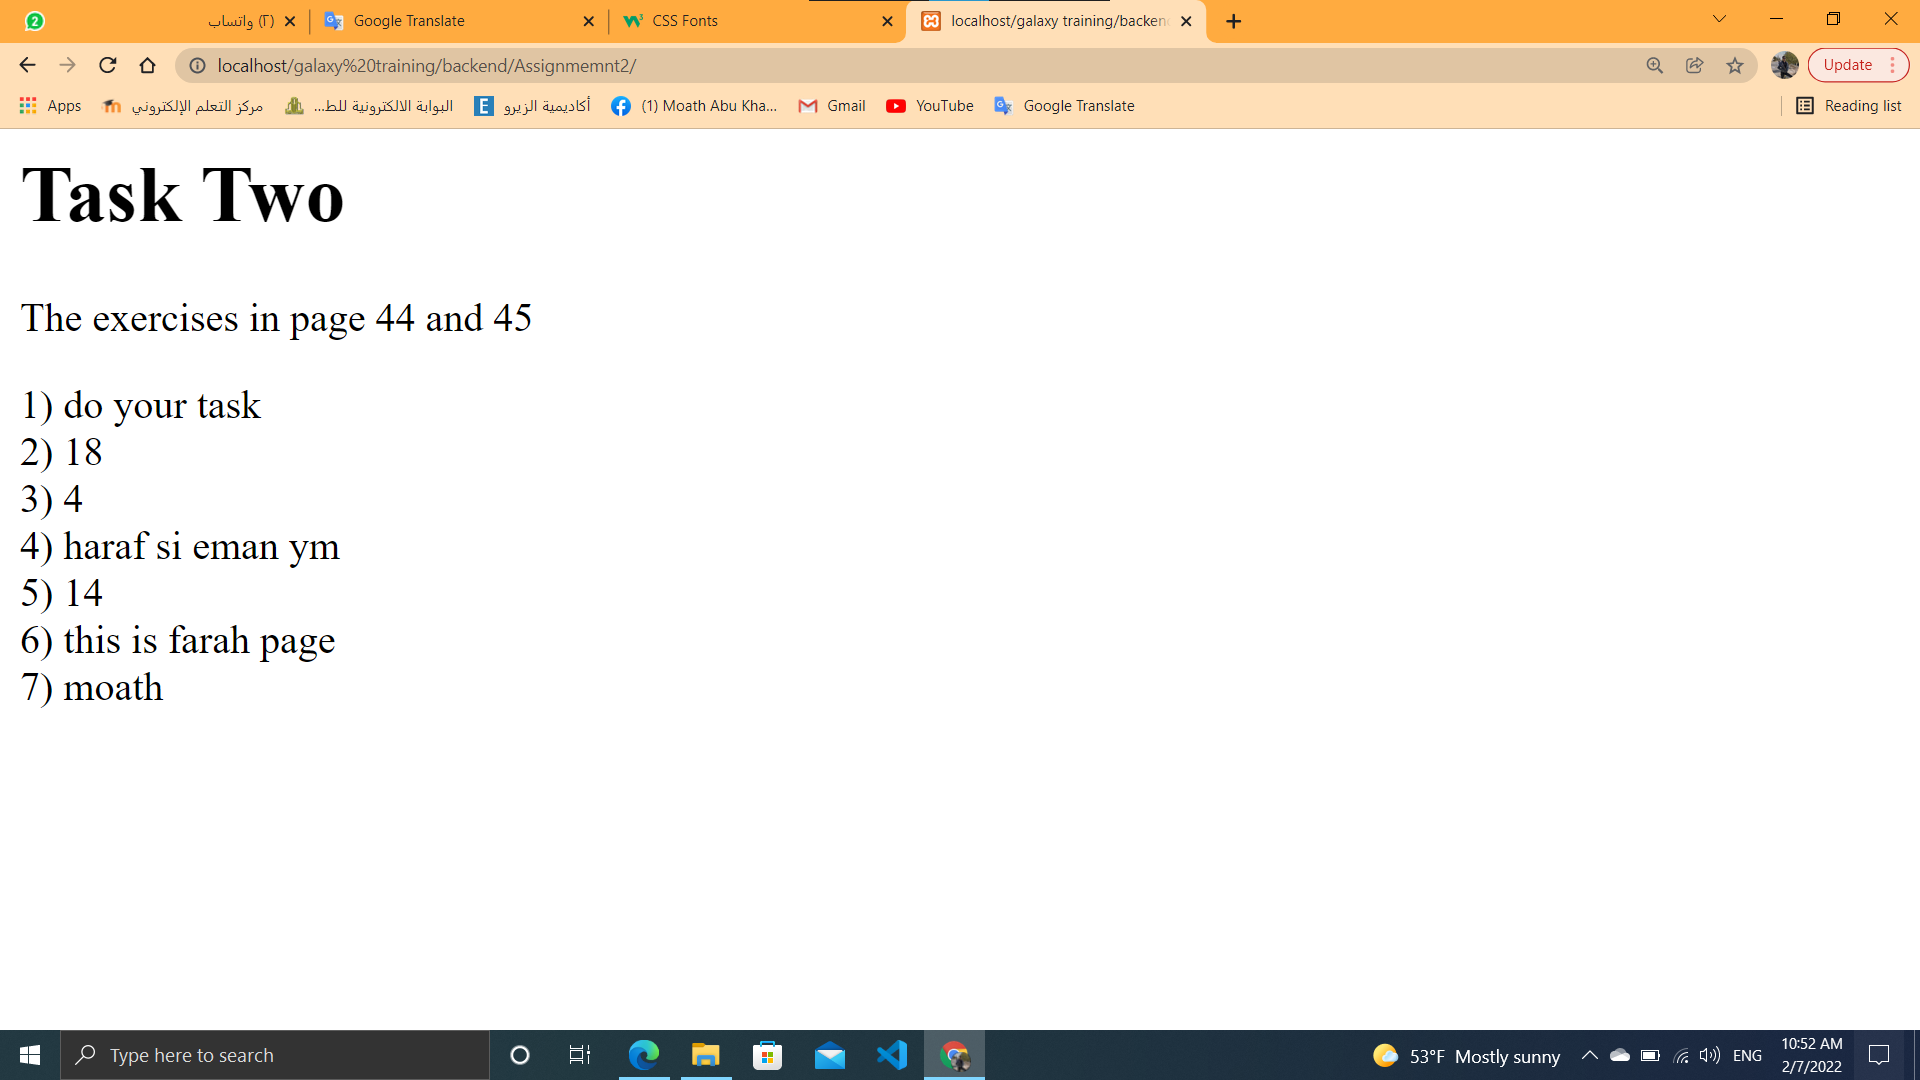 2
واتساب (٢)
Google Translate
CSS Fonts
localhost/galaxy training/backen
localhost/galaxy%20training/backend/Assignmemnt2/
Update
Apps
مركز التعلم الإلكتروني
البوابة الالكترونية للط...
أكاديمية الزيرو
(1) Moath Abu Kha...
Gmail
YouTube
Google Translate
Reading list
Task Two
The exercises in page 44 and 45
1) do your task
2) 18
3) 4
4) haraf si eman ym
5) 14
6) this is farah page
7) moath
Type here to search
53°F Mostly sunny
ENG
10:52 AM
2/7/2022